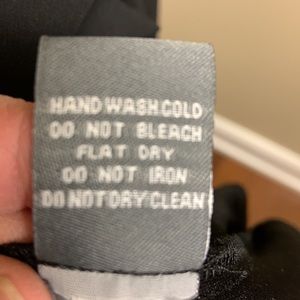 HAND WASH COLD
DO NOT BLEACH
FLAT DRY
DO NOT IRON
DO NOT DRY CLEAN